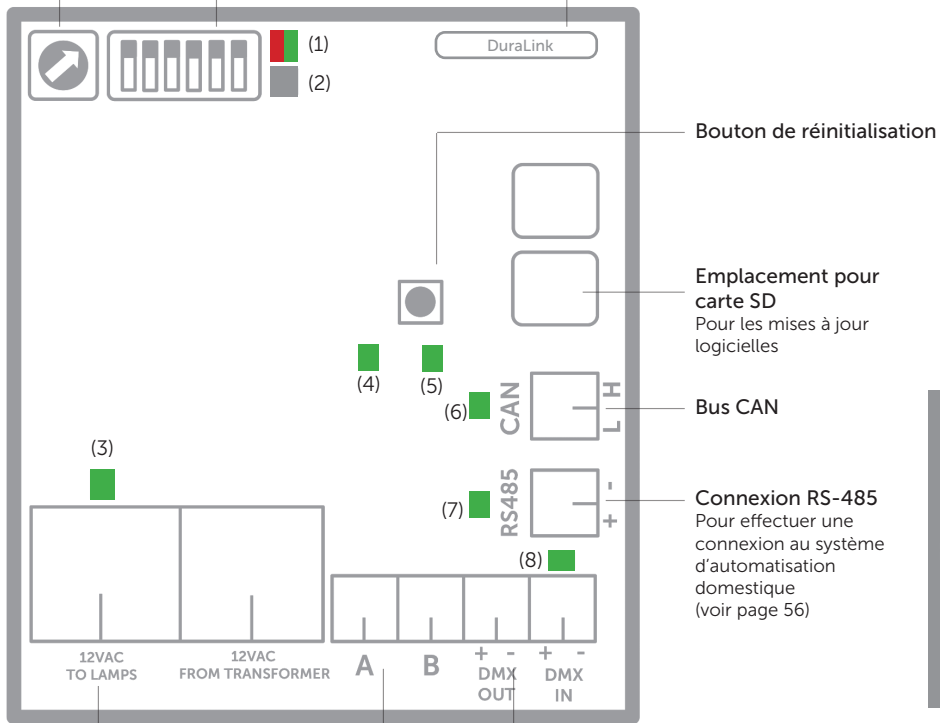 (1)
DuraLink
(2)
Bouton de réinitialisation
Emplacement pour
carte SD
Pour les mises à jour
logicielles
(4)
(5)
(6)
CAN
H
L
Bus CAN
(3)
(7)
RS485
-
+
Connexion RS-485
Pour effectuer une
connexion au système
d'automatisation
domestique
(voir page 56)
(8)
12VAC
TO LAMPS
12VAC
FROM TRANSFORMER
A
B
+ -
DMX
OUT
+ -
DMX
IN